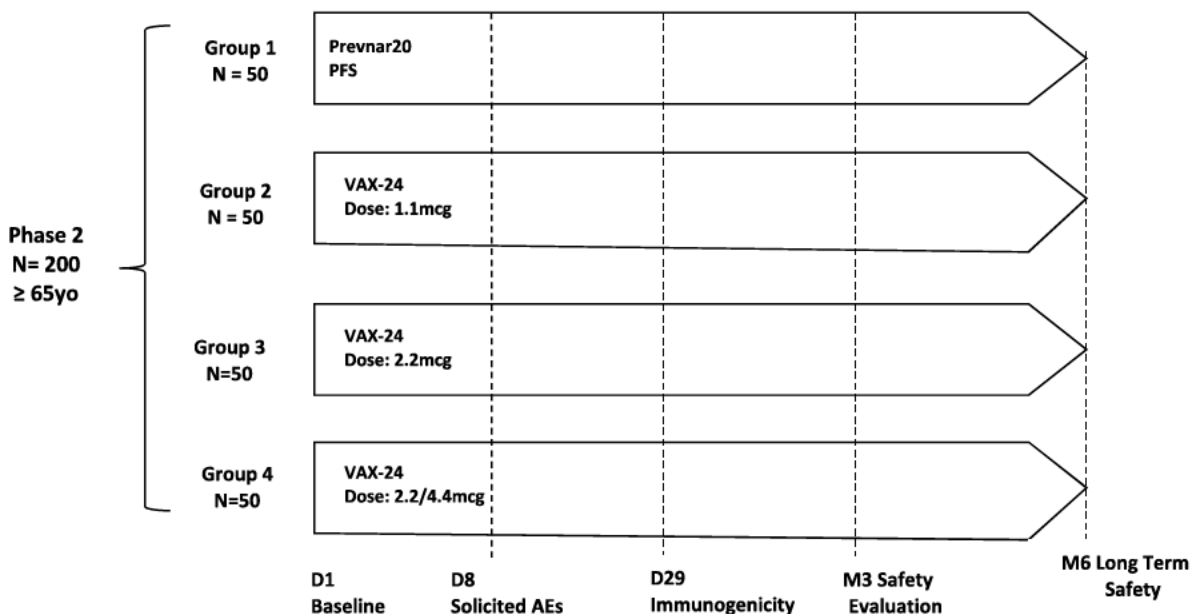 Phase 2
N= 200
≥ 65yo
Group 1
N = 50
Prevnar20
PFS
Group 2
N = 50
VAX-24
Dose: 1.1mcg
Group 3
N=50
VAX-24
Dose: 2.2mcg
Group 4
N=50
VAX-24
Dose: 2.2/4.4mcg
D1
Baseline
D8
Solicited AEs
D29
Immunogenicity
M3 Safety
Evaluation
M6 Long Term
Safety